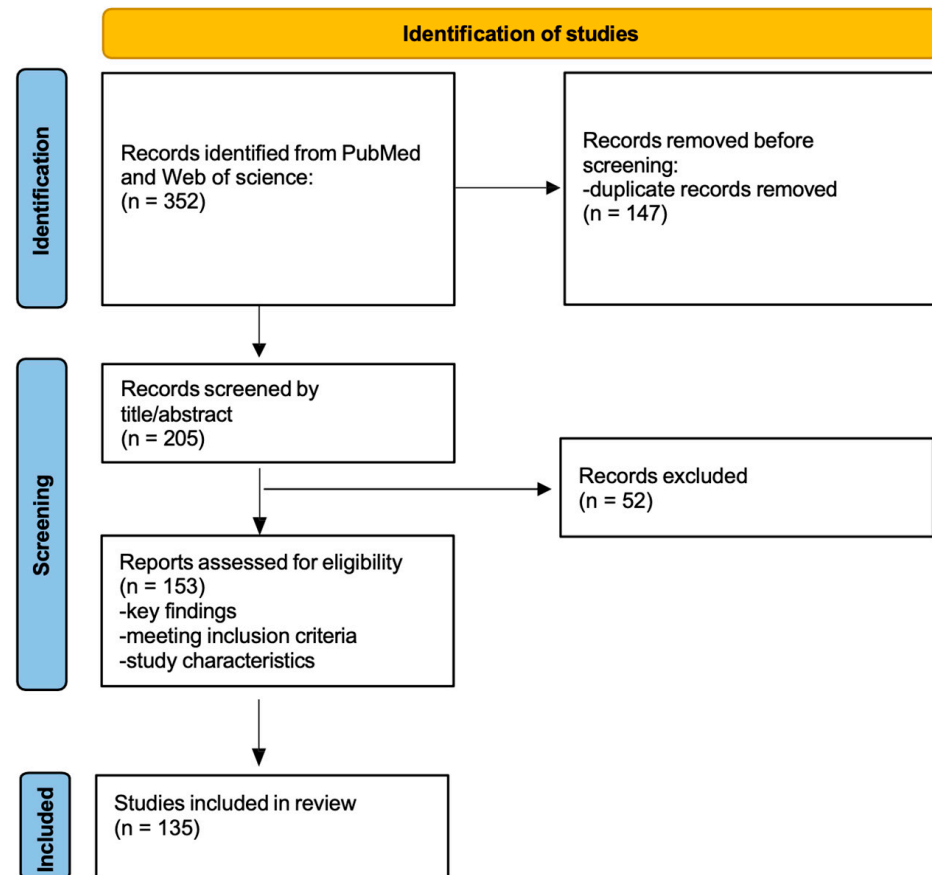 Identification of studies
Identification
Records identified from PubMed
and Web of science:
(n = 352)
Records removed before
screening:
-duplicate records removed
(n = 147)
Screening
Records screened by
title/abstract
(n = 205)
Records excluded
(n = 52)
Reports assessed for eligibility
(n = 153)
-key findings
-meeting inclusion criteria
-study characteristics
Included
Studies included in review
(n = 135)